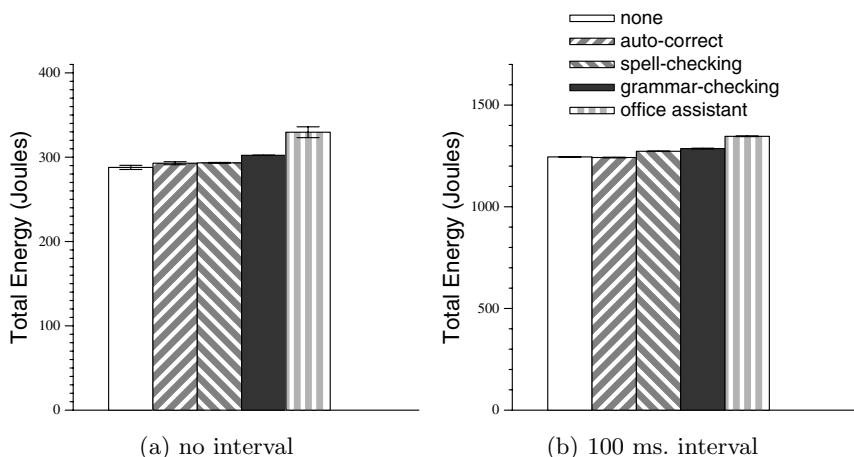 none
auto-correct
spell-checking
grammar-checking
office assistant
Total Energy (Joules)
400
300
200
100
0
(a) no interval
Total Energy (Joules)
1500
1000
500
0
(b) 100 ms. interval